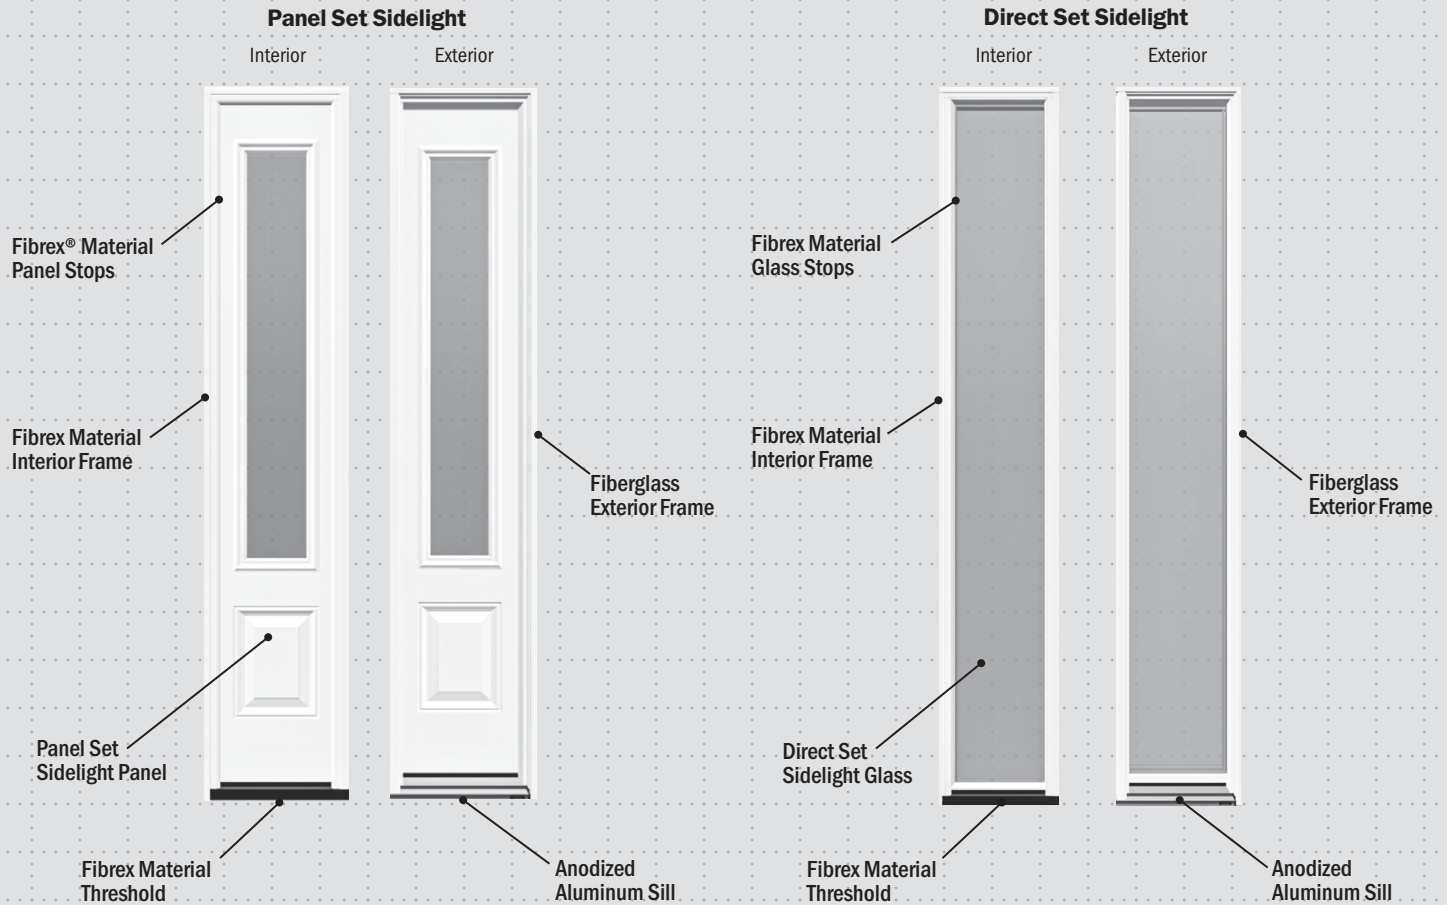 Panel Set Sidelight
Interior
Exterior
Fibrex® Material
Panel Stops
Fibrex Material
Interior Frame
Fiberglass
Exterior Frame
Panel Set
Sidelight Panel
Fibrex Material
Threshold
Anodized
Aluminum Sill
Direct Set Sidelight
Interior
Exterior
Fibrex Material
Glass Stops
Fibrex Material
Interior Frame
Fiberglass
Exterior Frame
Direct Set
Sidelight Glass
Fibrex Material
Threshold
Anodized
Aluminum Sill